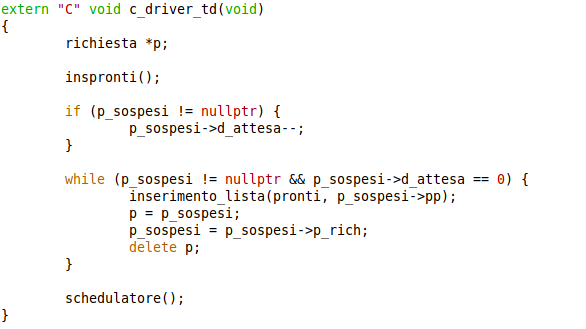 extern "C" void c_driver_td(void)
{
        richiesta *p;

        inspronti();

        if (p_sospesi != nullptr) {
                p_sospesi->d_attesa--;
        }

        while (p_sospesi != nullptr && p_sospesi->d_attesa == 0) {
                inserimento_lista(pronti, p_sospesi->pp);
                p = p_sospesi;
                p_sospesi = p_sospesi->p_rich;
                delete p;
        }

        schedulatore();
}